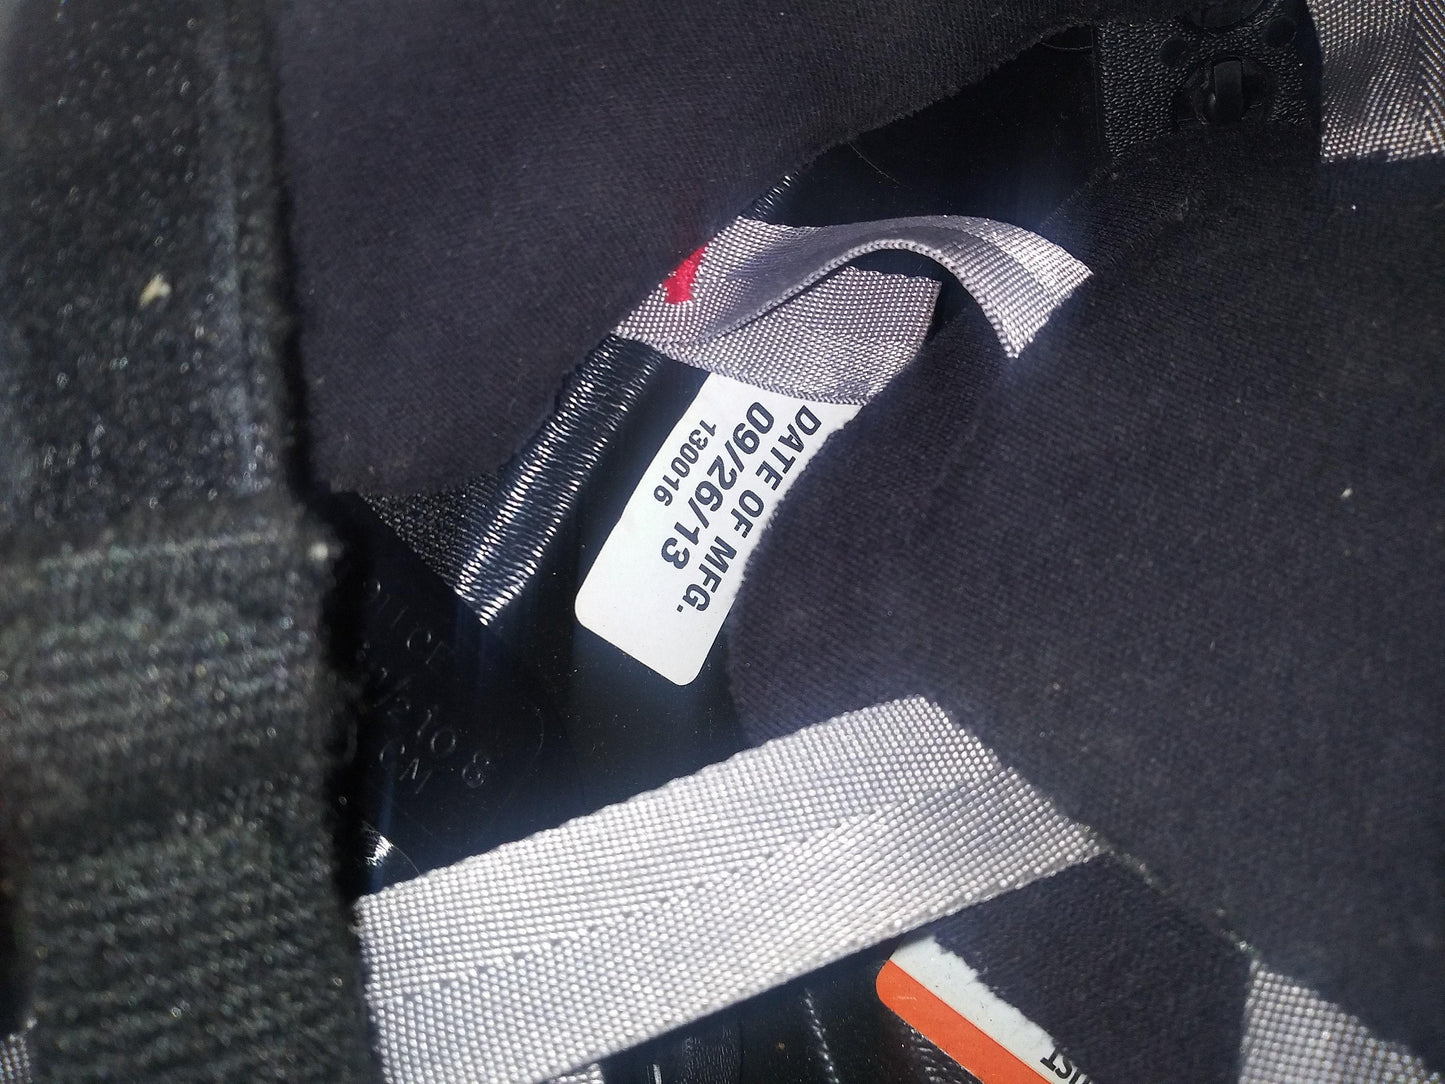 DATE OF MFG.
09/26/13
130016